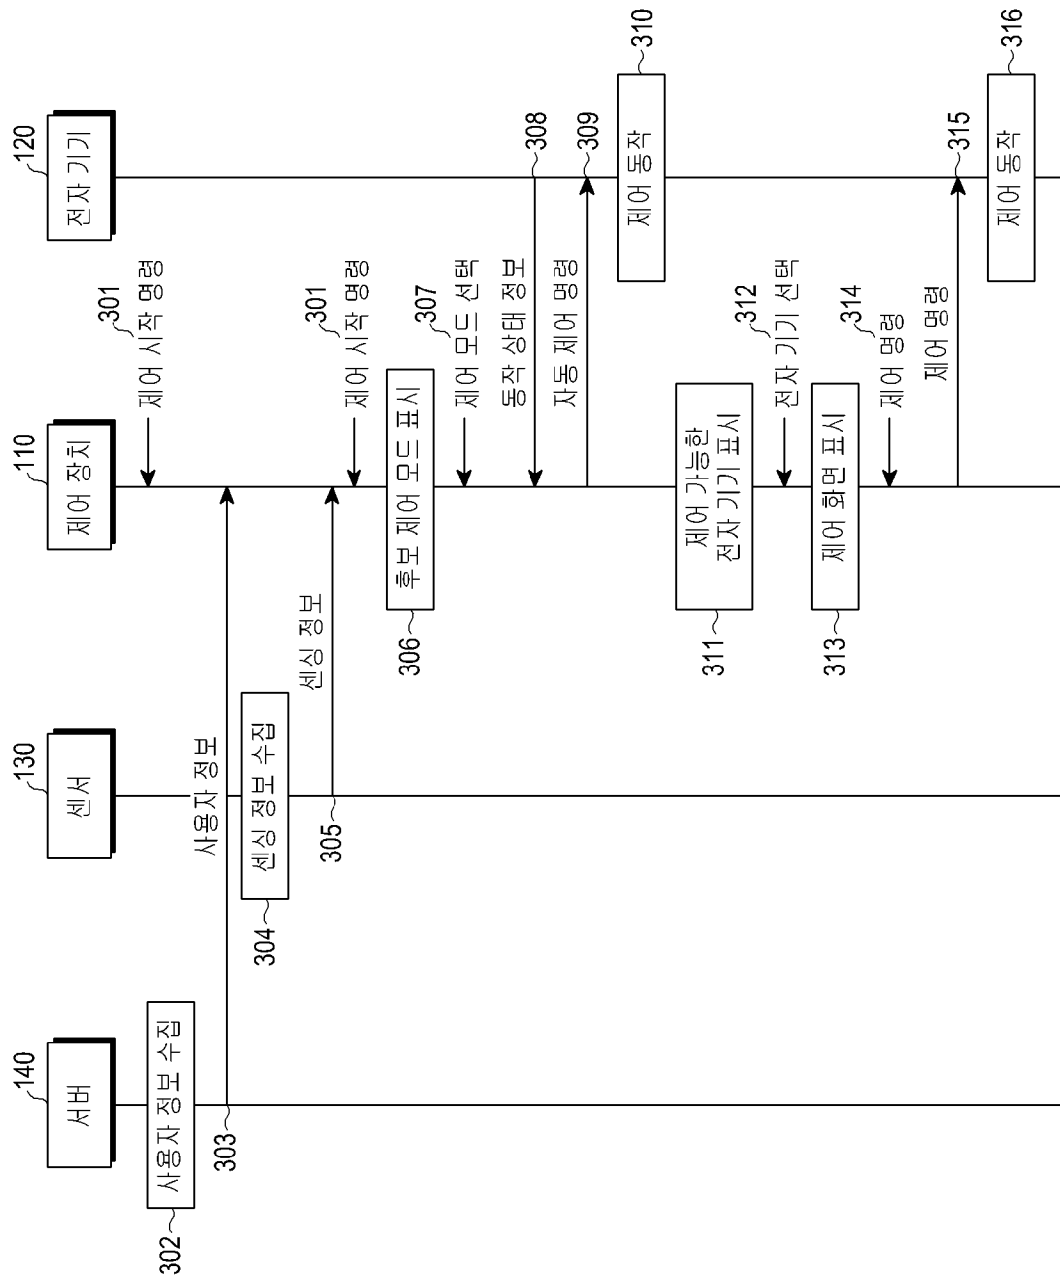 140
서버
130
센서
110
제어 장치
120
전자 기기
301
제어 시작 명령
302
사용자 정보 수집
303
사용자 정보
304
센싱 정보 수집
305
센싱 정보
301
제어 시작 명령
306
후보 제어 모드 표시
307
제어 모드 선택
308
동작 상태 정보
309
자동 제어 명령
310
제어 동작
311
제어 가능한
전자 기기 표시
312
전자 기기 선택
313
제어 화면 표시
314
제어 명령
315
제어 명령
316
제어 동작